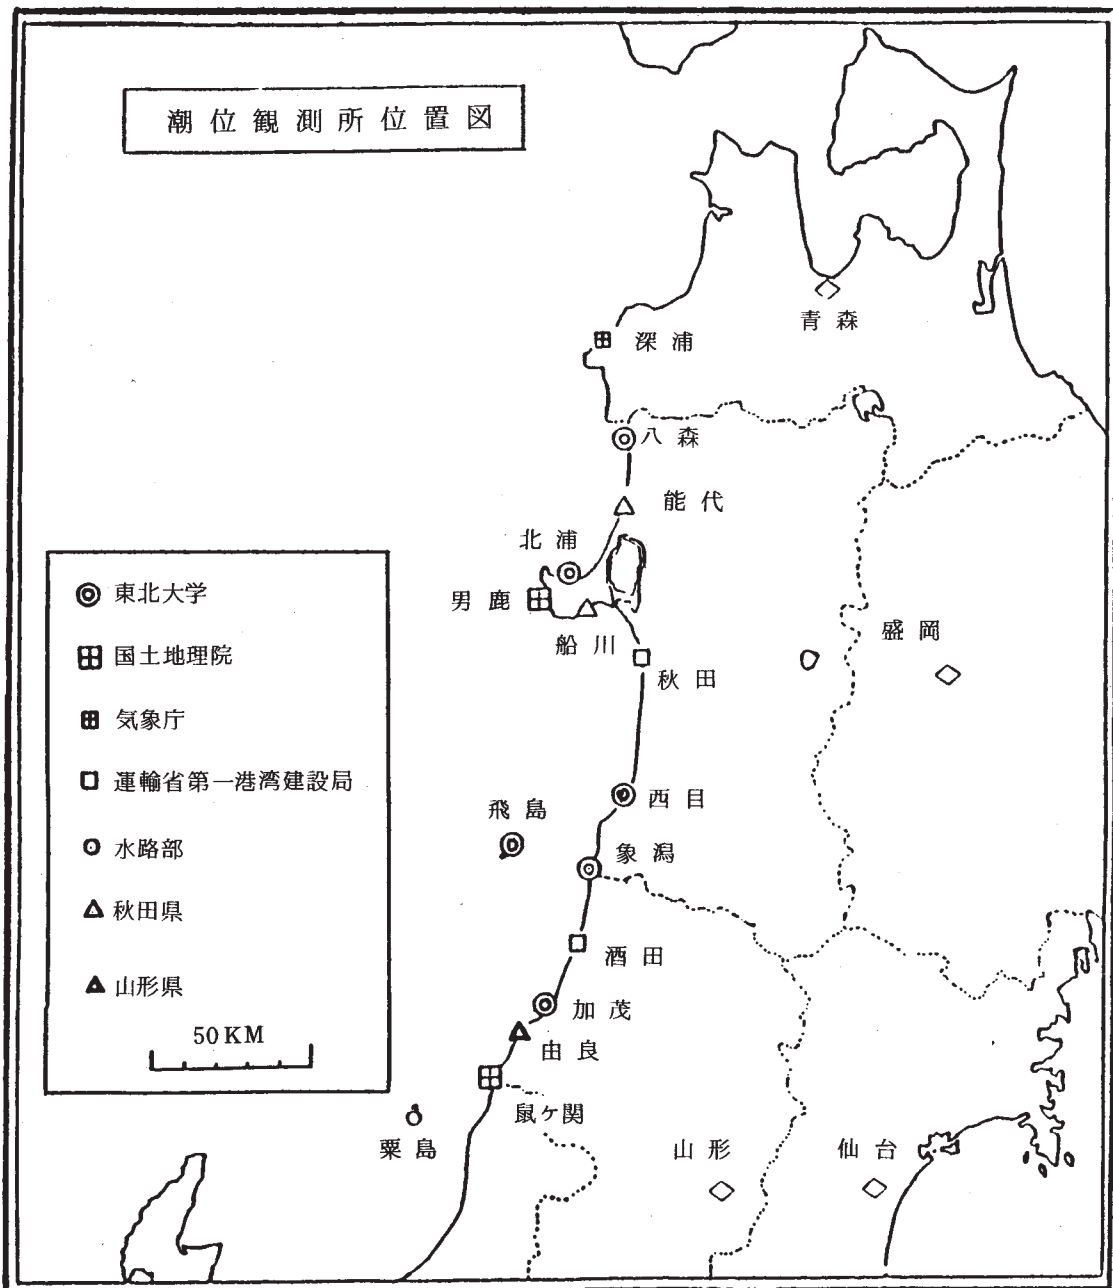 潮位観測所位置図
青森
深浦
八森
能代
北浦
男鹿
船川
盛岡
秋田
西目
飛島
象潟
酒田
加茂
由良
鼠ヶ関
粟島
山形
仙台
東北大学
国土地理院
気象庁
運輸省第一港湾建設局
水路部
秋田県
山形県
50KM